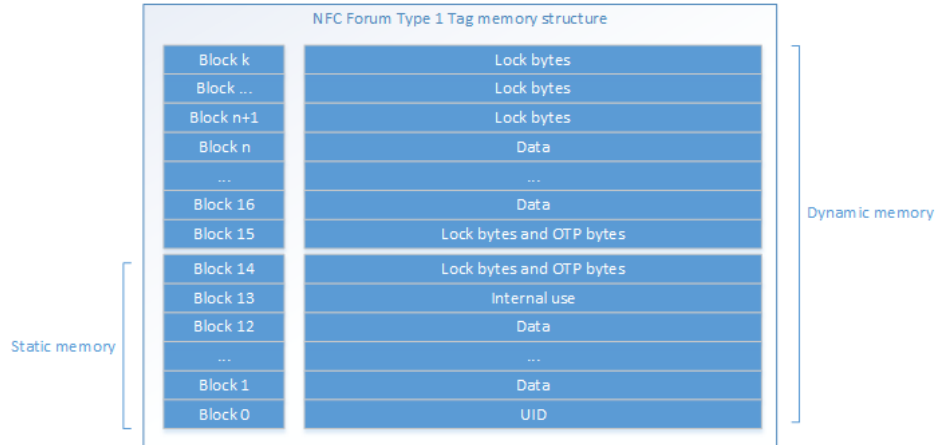 NFC Forum Type 1 Tag memory structure
Block k Lock bytes
Block ... Lock bytes
Block n+1 Lock bytes
Block n Data
... ...
Block 16 Data
Block 15 Lock bytes and OTP bytes
Dynamic memory
Block 14 Lock bytes and OTP bytes
Block 13 Internal use
Block 12 Data
Static memory
... ...
Block 1 Data
Block 0 UID